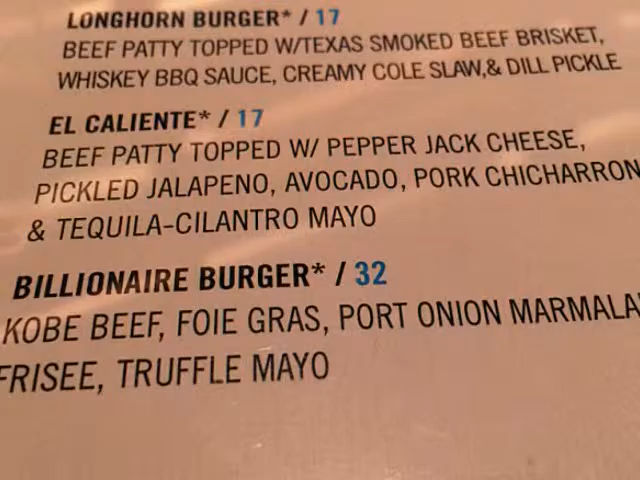 LONGHORN BURGER* / 17
BEEF PATTY TOPPED W/TEXAS SMOKED BEEF BRISKET,
WHISKEY BBQ SAUCE, CREAMY COLE SLAW,& DILL PICKLE
EL CALIENTE* / 17
BEEF PATTY TOPPED W/ PEPPER JACK CHEESE,
PICKLED JALAPENO, AVOCADO, PORK CHICHARRON
& TEQUILA-CILANTRO MAYO
BILLIONAIRE BURGER* / 32
KOBE BEEF, FOIE GRAS, PORT ONION MARMALA
FRISEE, TRUFFLE MAYO